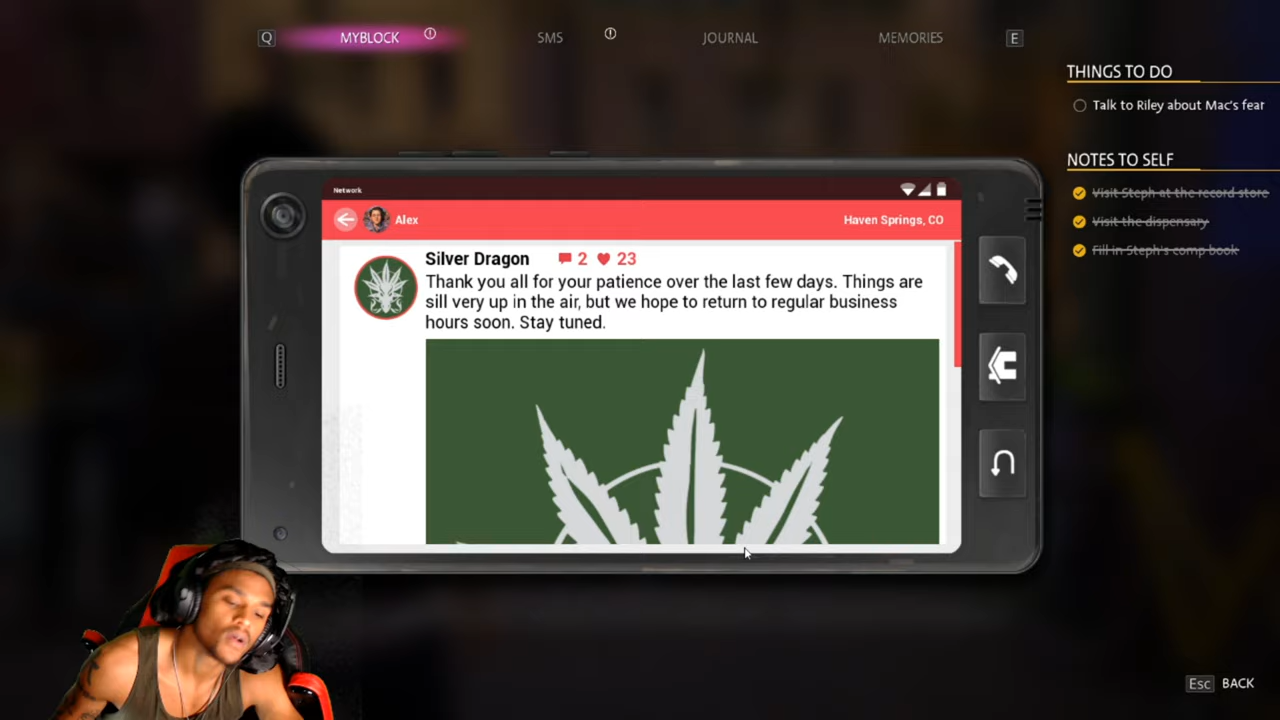 Q
MYBLOCK
SMS
JOURNAL
MEMORIES
E
THINGS TO DO
Talk to Riley about Mac's fear
NOTES TO SELF
Visit Steph at the record store
Visit the dispensary
Fill in Steph's comp book
Network
Alex
Haven Springs, CO
Silver Dragon 2 23
Thank you all for your patience over the last few days. Things are
sill very up in the air, but we hope to return to regular business
hours soon. Stay tuned.
Esc BACK